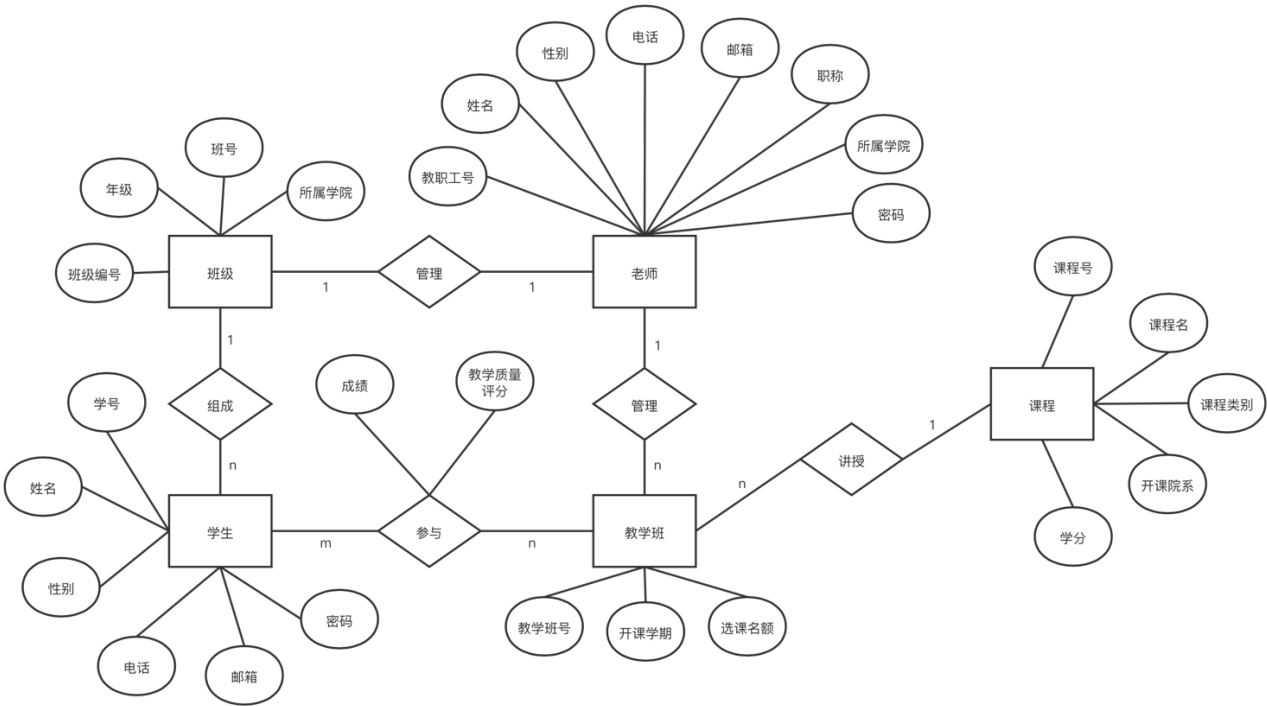 电话
性别
邮箱
职称
姓名
所属学院
教职工号
密码
班号
年级
所属学院
班级编号
班级
管理
老师
1
1
课程号
课程名
课程类别
课程
开课院系
学分
1
组成
n
1
管理
n
成绩
教学质量
评分
学号
姓名
性别
学生
m
参与
n
教学班
n
讲授
1
电话
邮箱
密码
教学班号
开课学期
选课名额